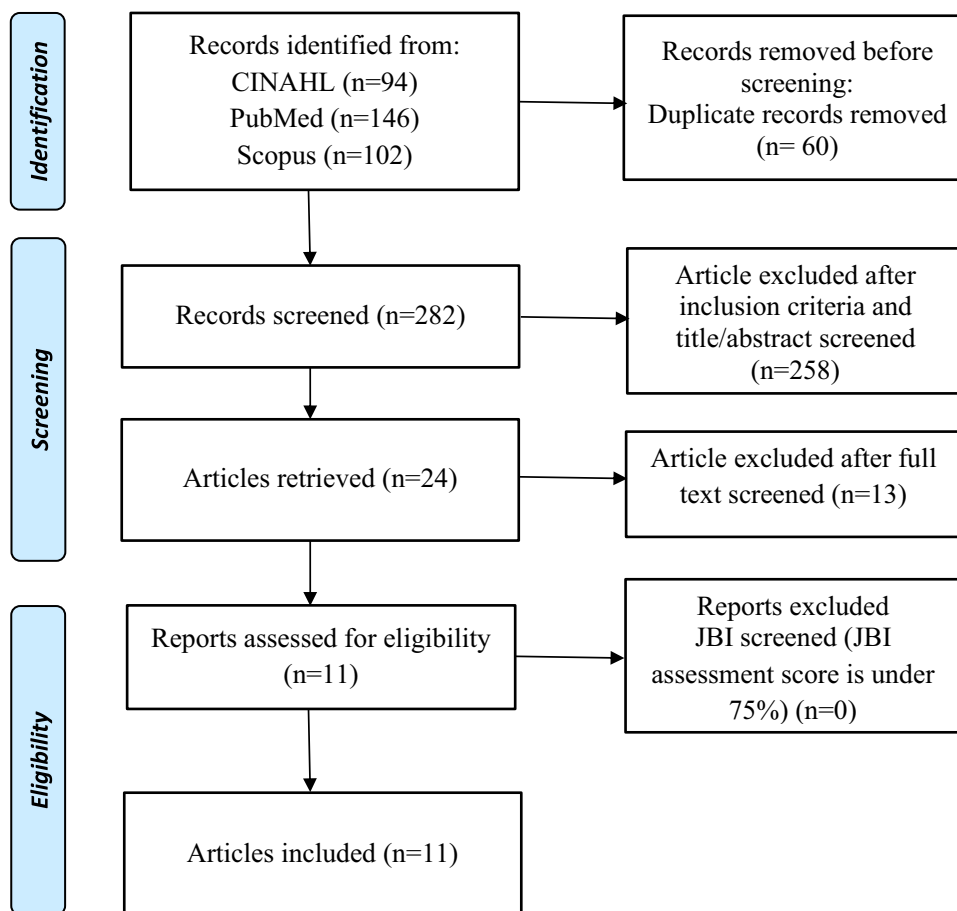 Identification
Records identified from:
CINAHL (n=94)
PubMed (n=146)
Scopus (n=102)
Records removed before
screening:
Duplicate records removed
(n= 60)
Screening
Records screened (n=282)
Article excluded after
inclusion criteria and
title/abstract screened
(n=258)
Articles retrieved (n=24)
Article excluded after full
text screened (n=13)
Eligibility
Reports assessed for eligibility
(n=11)
Reports excluded
JBI screened (JBI
assessment score is under
75%) (n=0)
Articles included (n=11)